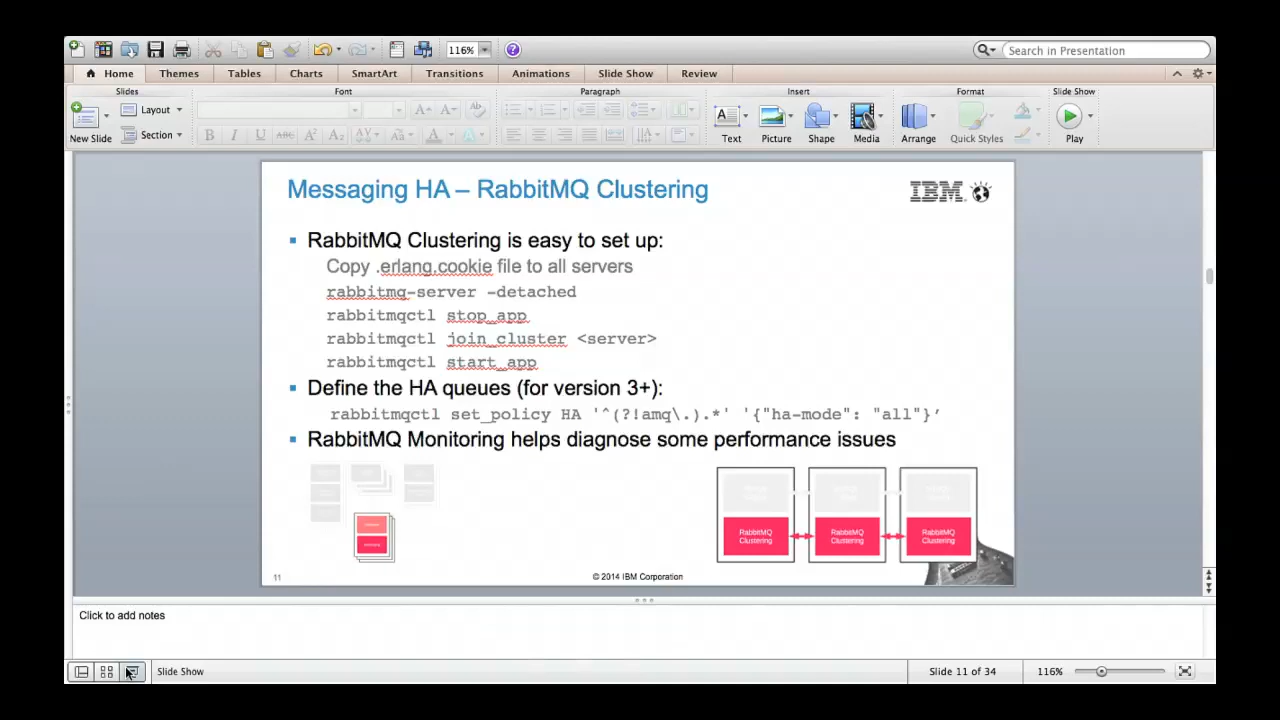 116%
Search in Presentation
Home Themes Tables Charts SmartArt Transitions Animations Slide Show Review
Slides Font Paragraph Insert Format Slide Show
Layout
Section
New Slide
B I U ABC A² A₂ AV Aa A A
Text Picture Shape Media Arrange Quick Styles Play
Messaging HA – RabbitMQ Clustering
IBM
RabbitMQ Clustering is easy to set up:
Copy .erlang.cookie file to all servers
rabbitmq-server -detached
rabbitmqctl stop_app
rabbitmqctl join_cluster <server>
rabbitmqctl start_app
Define the HA queues (for version 3+):
rabbitmqctl set_policy HA '^(?!amq\.).*' '{"ha-mode": "all"}’
RabbitMQ Monitoring helps diagnose some performance issues
RabbitMQ
Clustering
RabbitMQ
Clustering
RabbitMQ
Clustering
11
© 2014 IBM Corporation
Click to add notes
Slide Show
Slide 11 of 34
116%